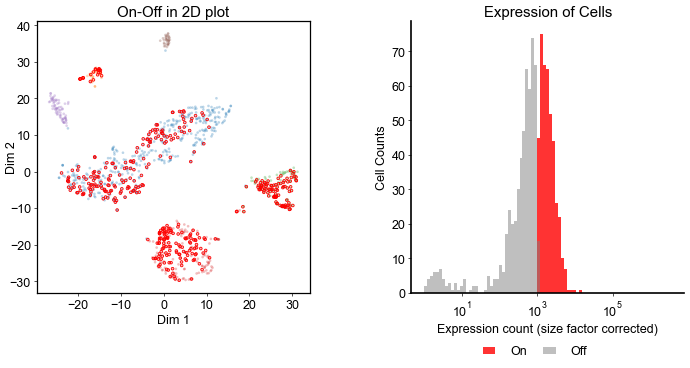 On-Off in 2D plot
40
30
20
10
0
−10
−20
−30
Dim 2
−20 −10 0 10 20 30
Dim 1
Expression of Cells
70
60
50
40
30
20
10
0
Cell Counts
10^1 10^3 10^5
Expression count (size factor corrected)
On Off